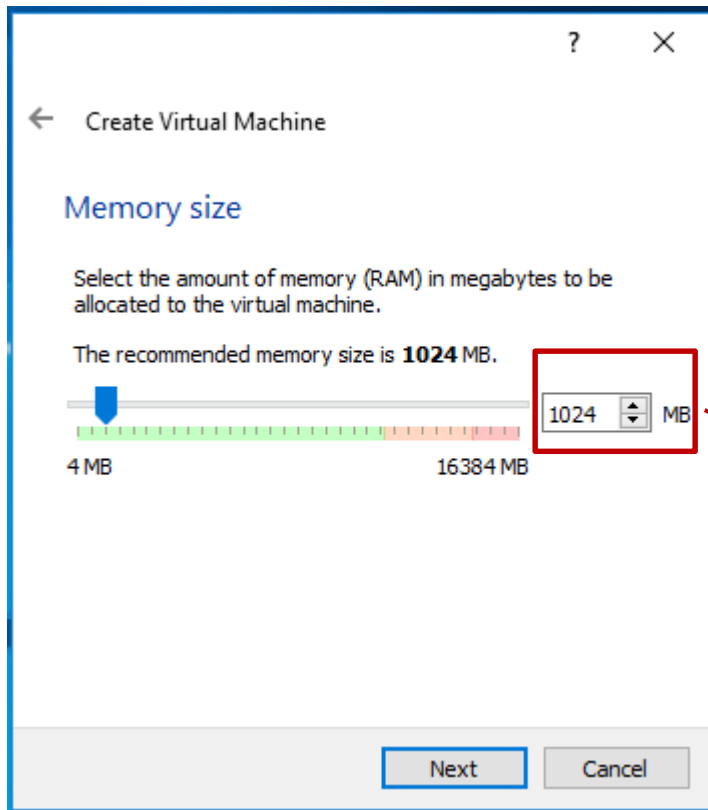 ?
Create Virtual Machine
Memory size
Select the amount of memory (RAM) in megabytes to be
allocated to the virtual machine.
The recommended memory size is 1024 MB.
1024 MB
4 MB 16384 MB
Next Cancel